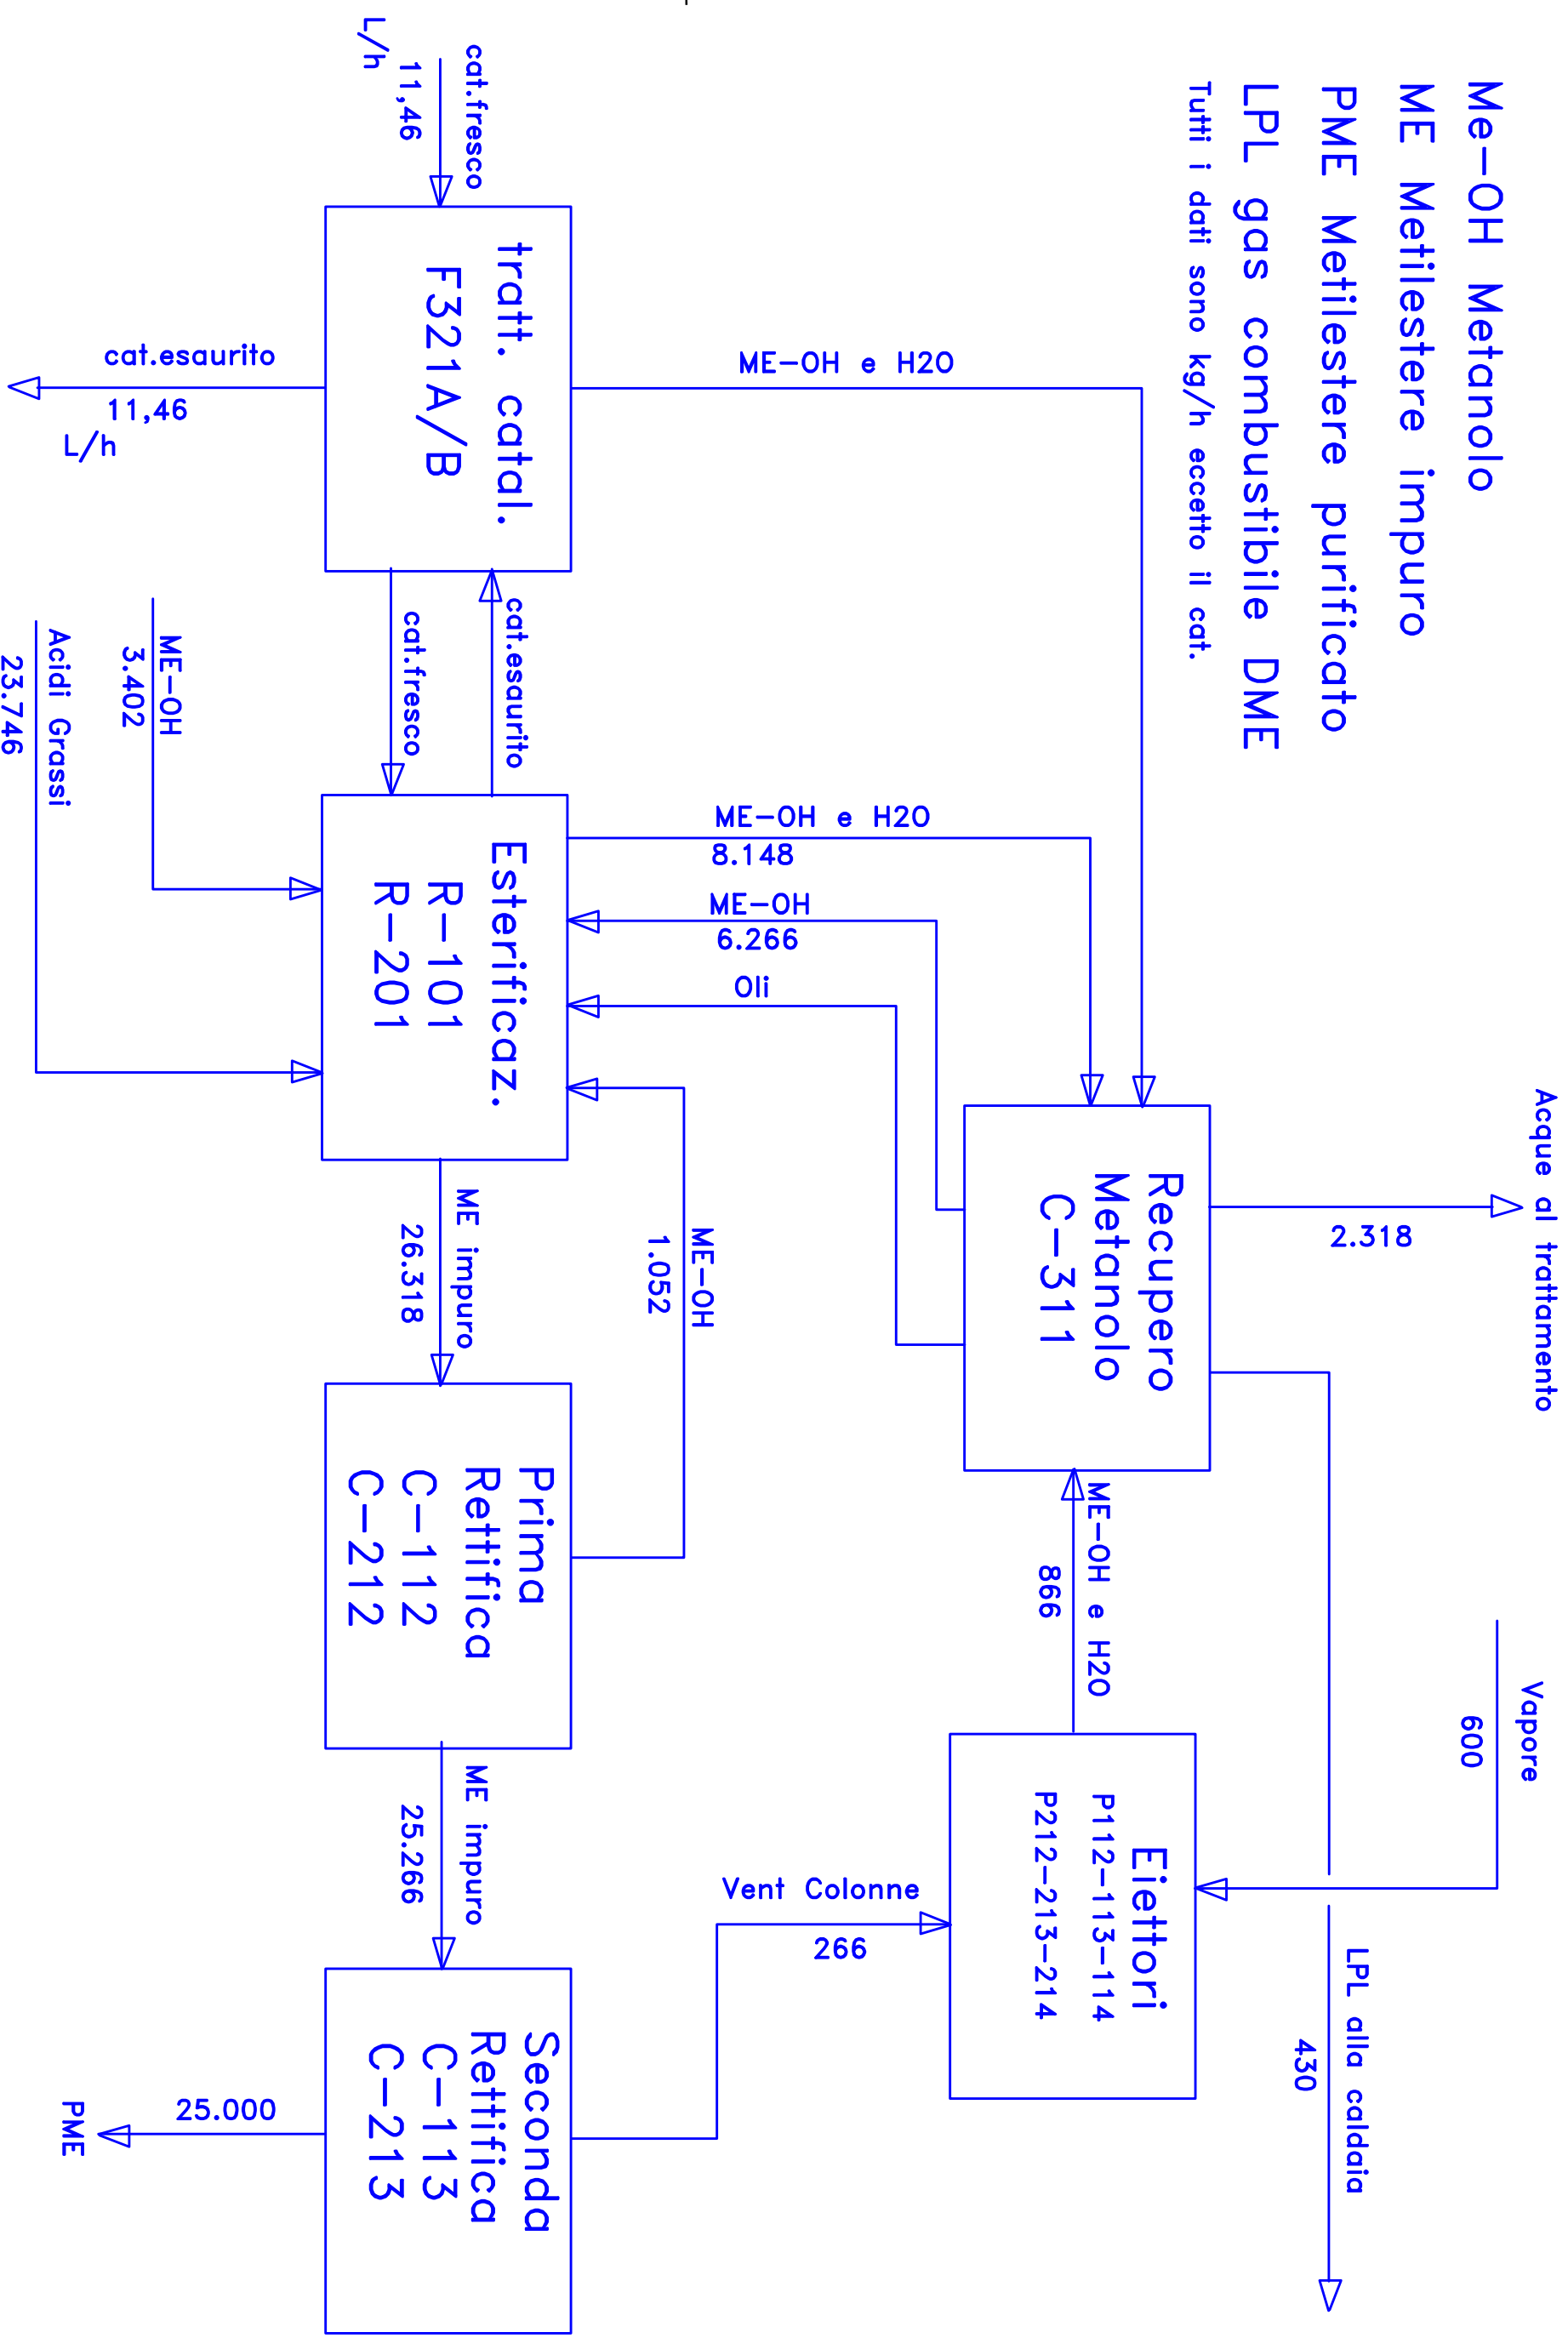 Me-OH Metanolo
ME Metilestere impuro
PME Metilestere purificato
LPL gas combustibile DME
Tutti i dati sono kg/h eccetto il cat.
Acque al trattamento
2.318
Vapore
600
LPL alla caldaia
430
Recupero
Metanolo
C-311
ME-OH e H2O
866
Eiettori
P112-113-114
P212-213-214
ME-OH e H2O
ME-OH e H2O
8.148
ME-OH
6.266
Oli
ME-OH
1.052
Vent Colonne
266
cat.fresco
11,46
L/h
tratt. catal.
F321A/B
cat.esaurito
cat.fresco
Esterificaz.
R-101
R-201
ME impuro
26.318
Prima
Rettifica
C-112
C-212
ME impuro
25.266
Seconda
Rettifica
C-113
C-213
cat.esaurito
11,46
L/h
ME-OH
3.402
Acidi Grassi
23.746
25.000
PME